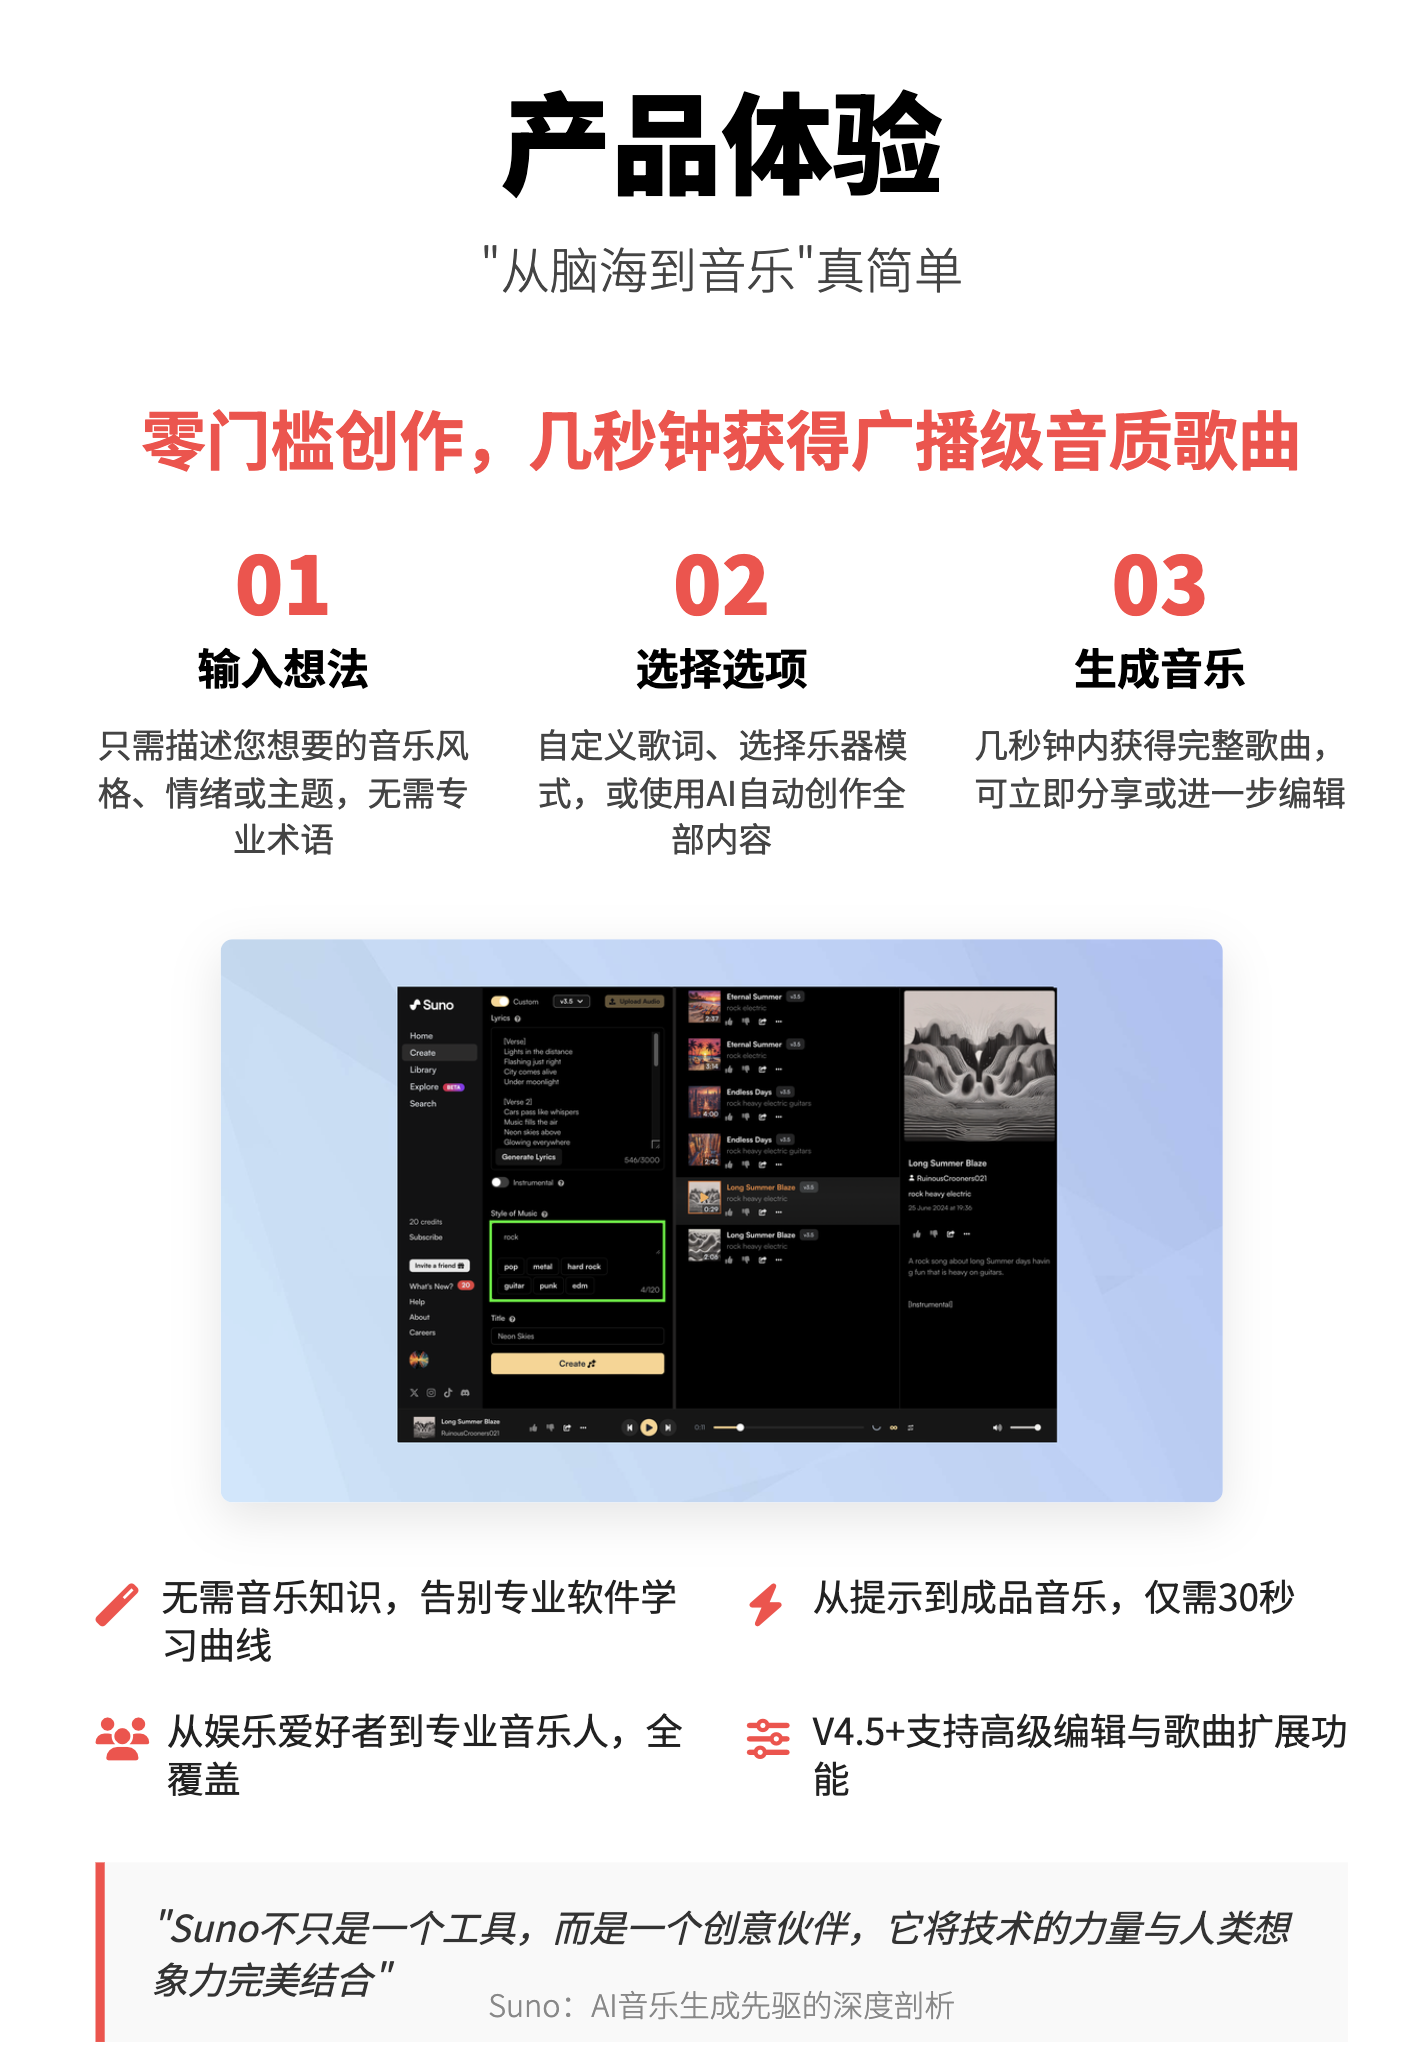 产品体验
"从脑海到音乐"真简单
零门槛创作，几秒钟获得广播级音质歌曲
01
输入想法
只需描述您想要的音乐风
格、情绪或主题，无需专
业术语
02
选择选项
自定义歌词、选择乐器模
式，或使用AI自动创作全
部内容
03
生成音乐
几秒钟内获得完整歌曲，
可立即分享或进一步编辑
Suno
Home
Create
Library
Explore BETA
Search
20 credits
Subscribe
Invite a friend
What's New? 20
Help
About
Careers
Custom v3.5 Upload Audio
Lyrics
[Verse]
Lights in the distance
Flashing just right
City comes alive
Under moonlight
[Verse 2]
Cars pass like whispers
Music fills the air
Neon skies above
Glowing everywhere
Generate Lyrics 546/3000
Instrumental
Style of Music
rock
pop metal hard rock
guitar punk edm 4/120
Title
Neon Skies
Create
Eternal Summer v3.5
rock electric
2:37
Eternal Summer v3.5
rock electric
3:14
Endless Days v3.5
rock heavy electric guitars
4:00
Endless Days v3.5
rock heavy electric guitars
2:42
Long Summer Blaze v3.5
rock heavy electric
0:29
Long Summer Blaze v3.5
rock heavy electric
2:06
Long Summer Blaze
RuinousCrooners021
rock heavy electric
25 June 2024 at 19:36
A rock song about long Summer days havin
g fun that is heavy on guitars.
[Instrumental]
Long Summer Blaze
RuinousCrooners021
0:11
无需音乐知识，告别专业软件学
习曲线
从提示到成品音乐，仅需30秒
从娱乐爱好者到专业音乐人，全
覆盖
V4.5+支持高级编辑与歌曲扩展功
能
"Suno不只是一个工具，而是一个创意伙伴，它将技术的力量与人类想
象力完美结合"
Suno：AI音乐生成先驱的深度剖析